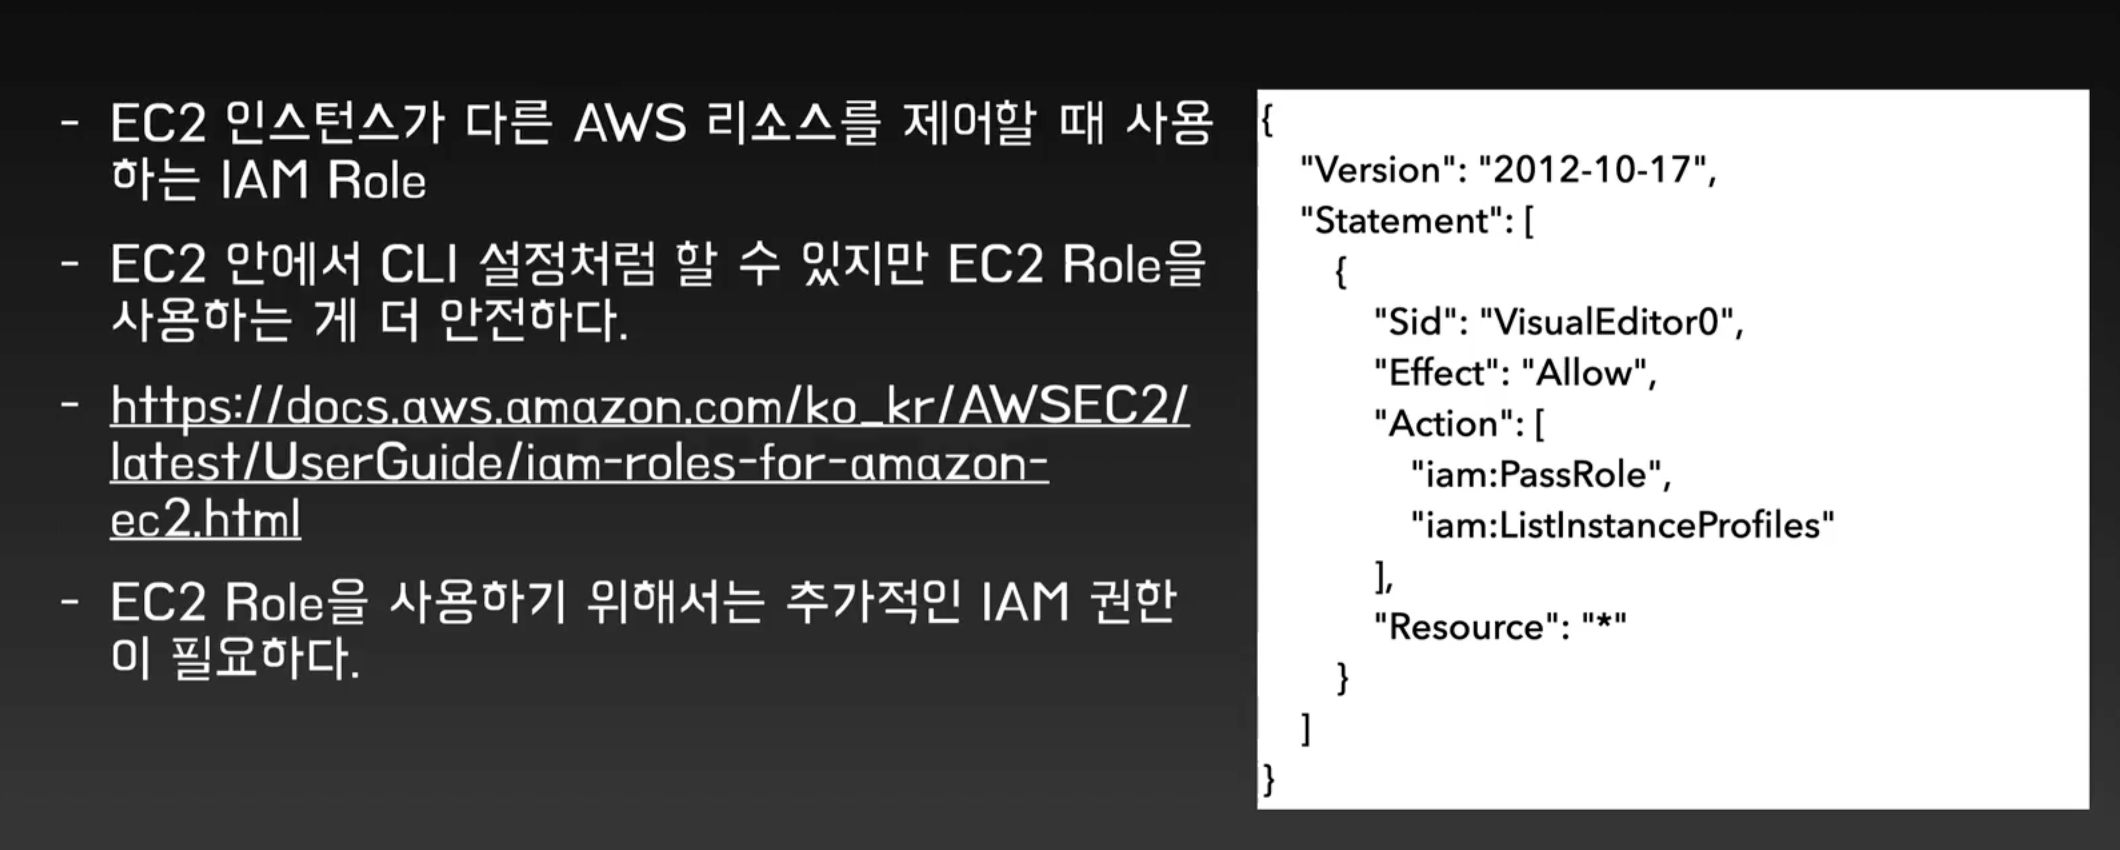 - EC2 인스턴스가 다른 AWS 리소스를 제어할 때 사용
하는 IAM Role
- EC2 안에서 CLI 설정처럼 할 수 있지만 EC2 Role을
사용하는 게 더 안전하다.
- https://docs.aws.amazon.com/ko_kr/AWSEC2/
latest/UserGuide/iam-roles-for-amazon-
ec2.html
- EC2 Role을 사용하기 위해서는 추가적인 IAM 권한
이 필요하다.
{
"Version": "2012-10-17",
"Statement": [
{
"Sid": "VisualEditor0",
"Effect": "Allow",
"Action": [
"iam:PassRole",
"iam:ListInstanceProfiles"
],
"Resource": "*"
}
]
}